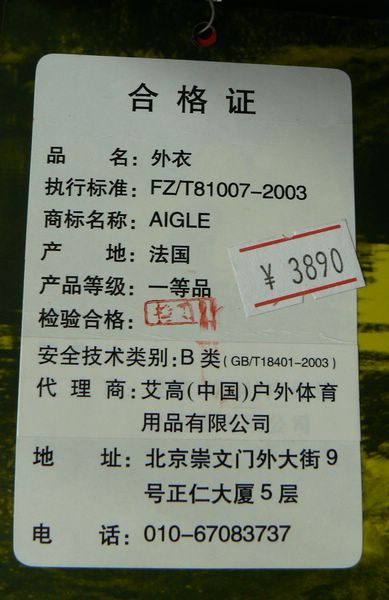 合格证
品 名：外衣
执行标准：FZ/T81007-2003
商标名称：AIGLE
产 地：法国
¥ 3890
产品等级：一等品
检验合格：
安全技术类别：B 类（GB/T18401-2003）
代 理 商：艾高(中国)户外体育
用品有限公司
地 址：北京崇文门外大街 9
号正仁大厦 5 层
电 话：010-67083737